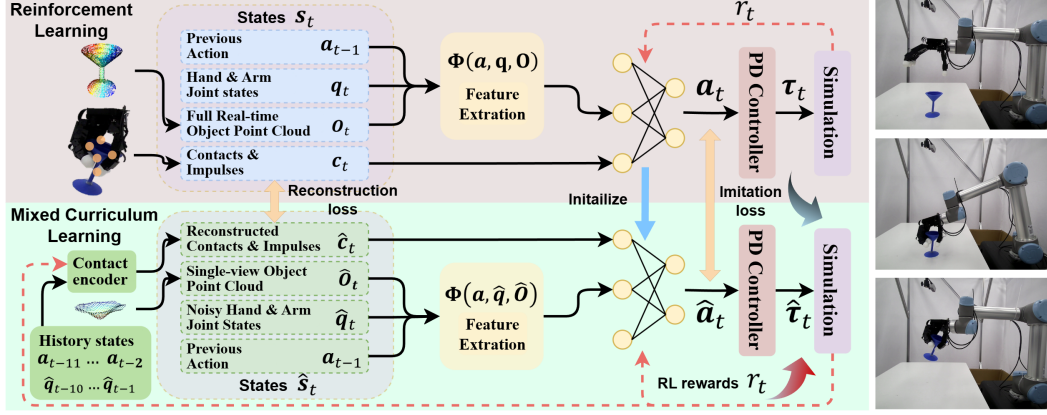 Reinforcement
Learning
States s_t
Previous
Action a_{t-1}
Hand & Arm
Joint states q_t
Full Real-time
Object Point Cloud O_t
Contacts &
Impulses c_t
Φ(a, q, O)
Feature
Extration
r_t
a_t
PD Controller
τ_t
Simulation
Reconstruction
loss
Initailize
Imitation
loss
Mixed Curriculum
Learning
Contact
encoder
History states
a_{t-11} ... a_{t-2}
q̂_{t-10} ... q̂_{t-1}
Reconstructed
Contacts & Impulses ĉ_t
Single-view Object
Point Cloud Ô_t
Noisy Hand & Arm
Joint States q̂_t
Previous
Action a_{t-1}
States ŝ_t
Φ(a, q̂, Ô)
Feature
Extration
â_t
PD Controller
τ̂_t
Simulation
RL rewards r_t